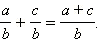 a/b + c/b = (a + c)/b.